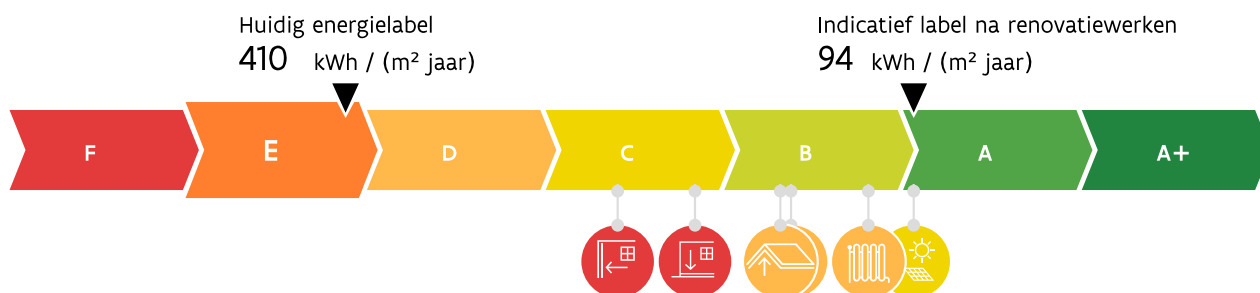 Huidig energielabel
410 kWh / (m² jaar)
Indicatief label na renovatiewerken
94 kWh / (m² jaar)
F E D C B A A+